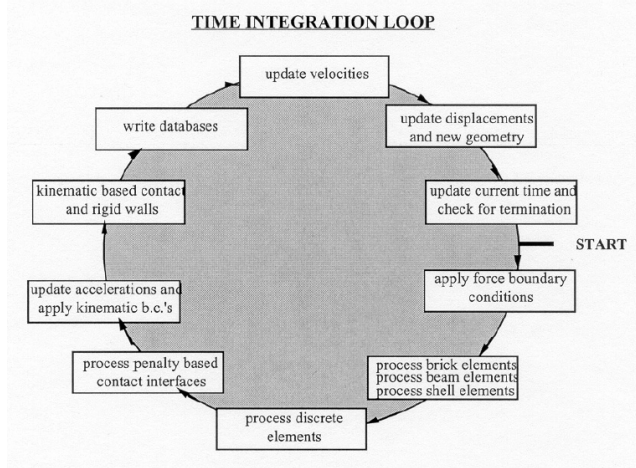 TIME INTEGRATION LOOP
update velocities
update displacements
and new geometry
update current time and
check for termination
START
apply force boundary
conditions
process brick elements
process beam elements
process shell elements
process discrete
elements
process penalty based
contact interfaces
update accelerations and
apply kinematic b.c.'s
kinematic based contact
and rigid walls
write databases